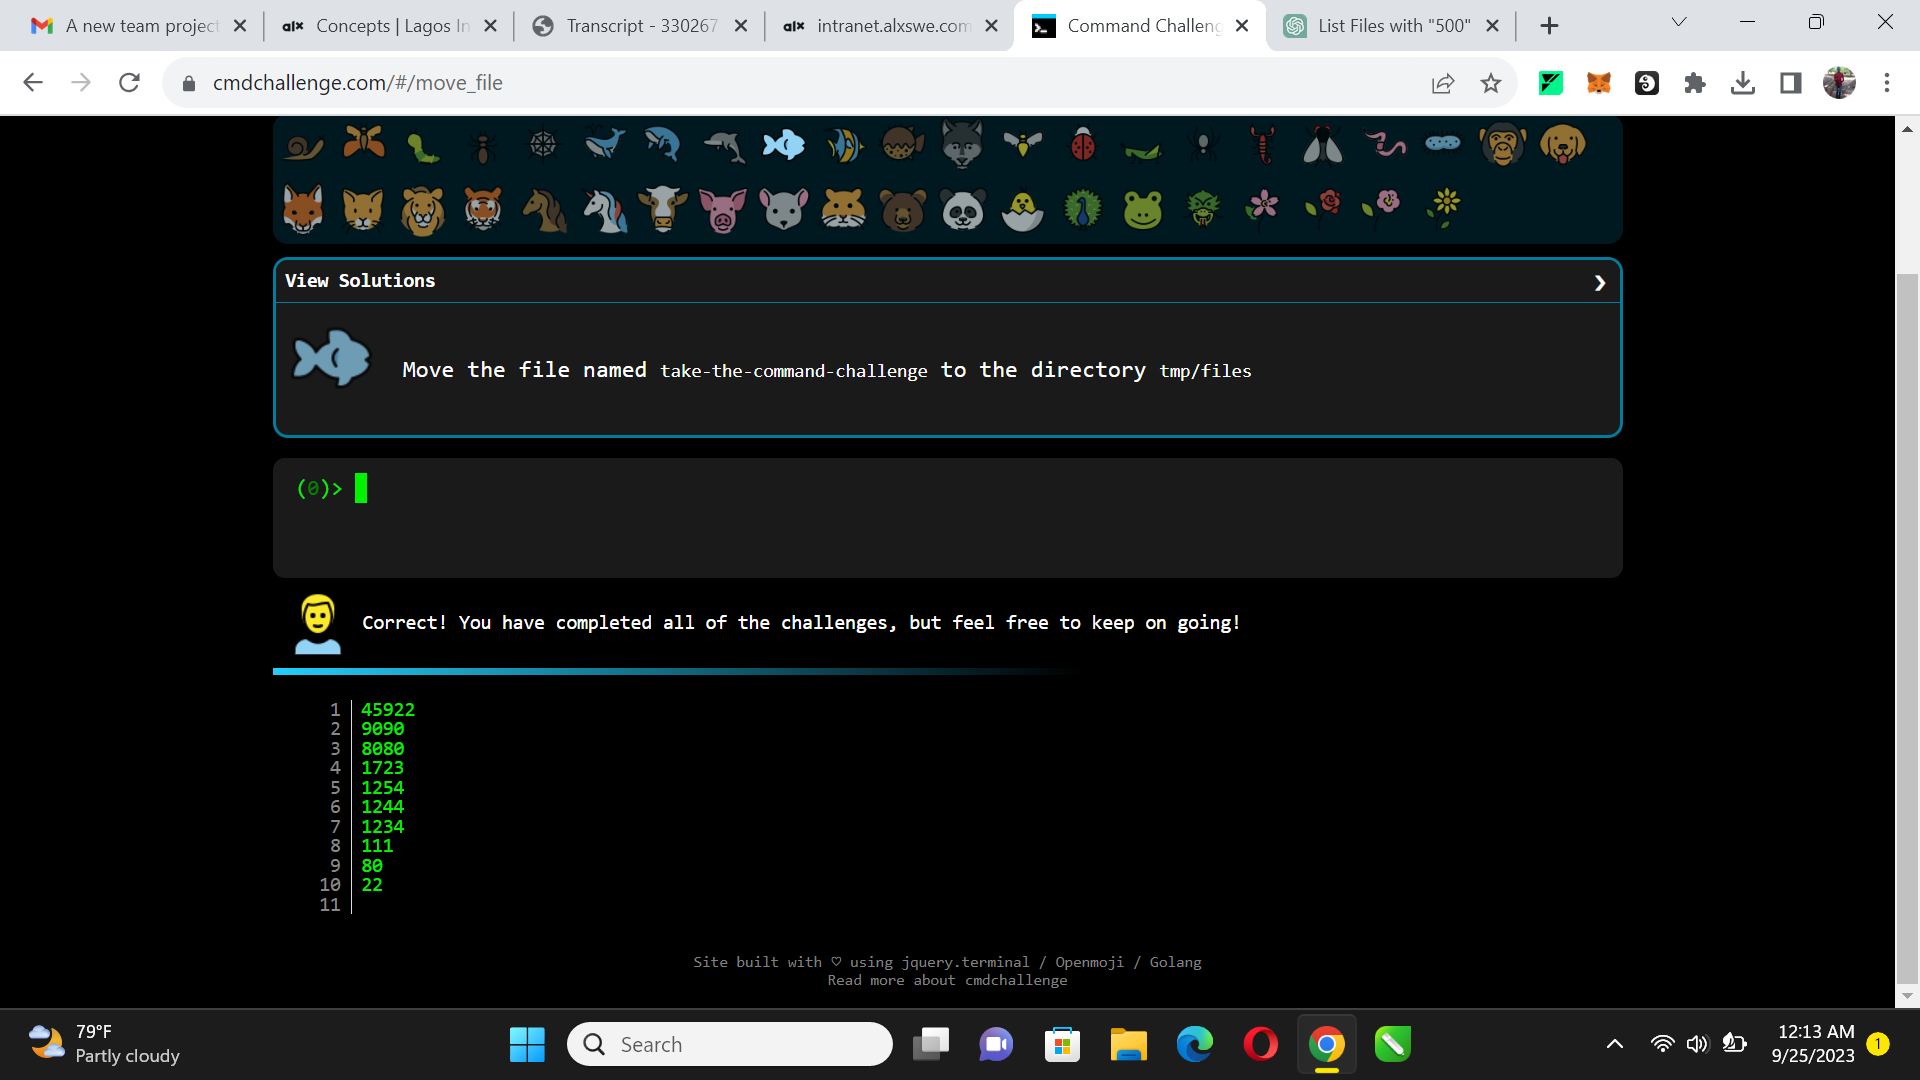 A new team project
alx Concepts | Lagos In
Transcript - 330267
alx intranet.alxswe.com
Command Challeng
List Files with "500"
cmdchallenge.com/#/move_file
View Solutions
Move the file named take-the-command-challenge to the directory tmp/files
(0)>
Correct! You have completed all of the challenges, but feel free to keep on going!
1 45922
2 9090
3 8080
4 1723
5 1254
6 1244
7 1234
8 111
9 80
10 22
11
Site built with ♡ using jquery.terminal / Openmoji / Golang
Read more about cmdchallenge
79°F
Partly cloudy
Search
12:13 AM
9/25/2023
1